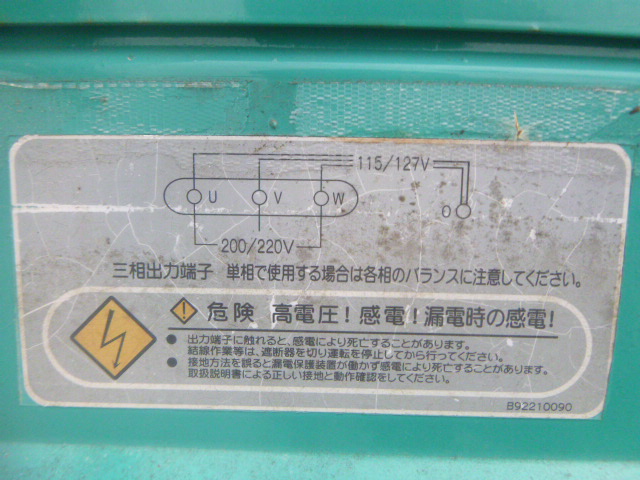 115/127V
U V W O
200/220V
三相出力端子 単相で使用する場合は各相のバランスに注意してください。
危険 高電圧!感電!漏電時の感電!
● 出力端子に触れると、感電により死亡することがあります。
結線作業等は、遮断器を切り運転を停止してから行ってください。
● 接地方法を誤ると漏電保護装置が働かず感電により死亡することがあります。
取扱説明書による正しい接地と動作確認をしてください。
B92210090